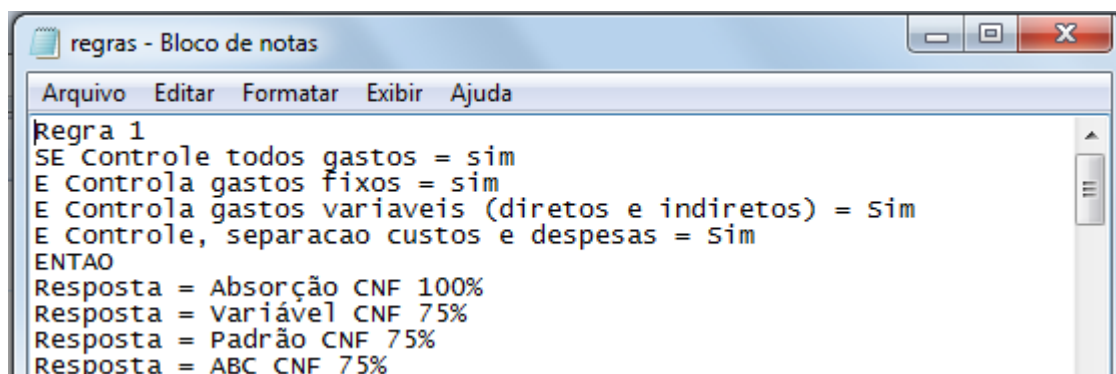 regras - Bloco de notas
Arquivo Editar Formatar Exibir Ajuda
Regra 1
SE Controle todos gastos = sim
E Controla gastos fixos = sim
E Controla gastos variaveis (diretos e indiretos) = Sim
E Controle, separacao custos e despesas = Sim
ENTAO
Resposta = Absorção CNF 100%
Resposta = Variável CNF 75%
Resposta = Padrão CNF 75%
Resposta = ABC CNF 75%